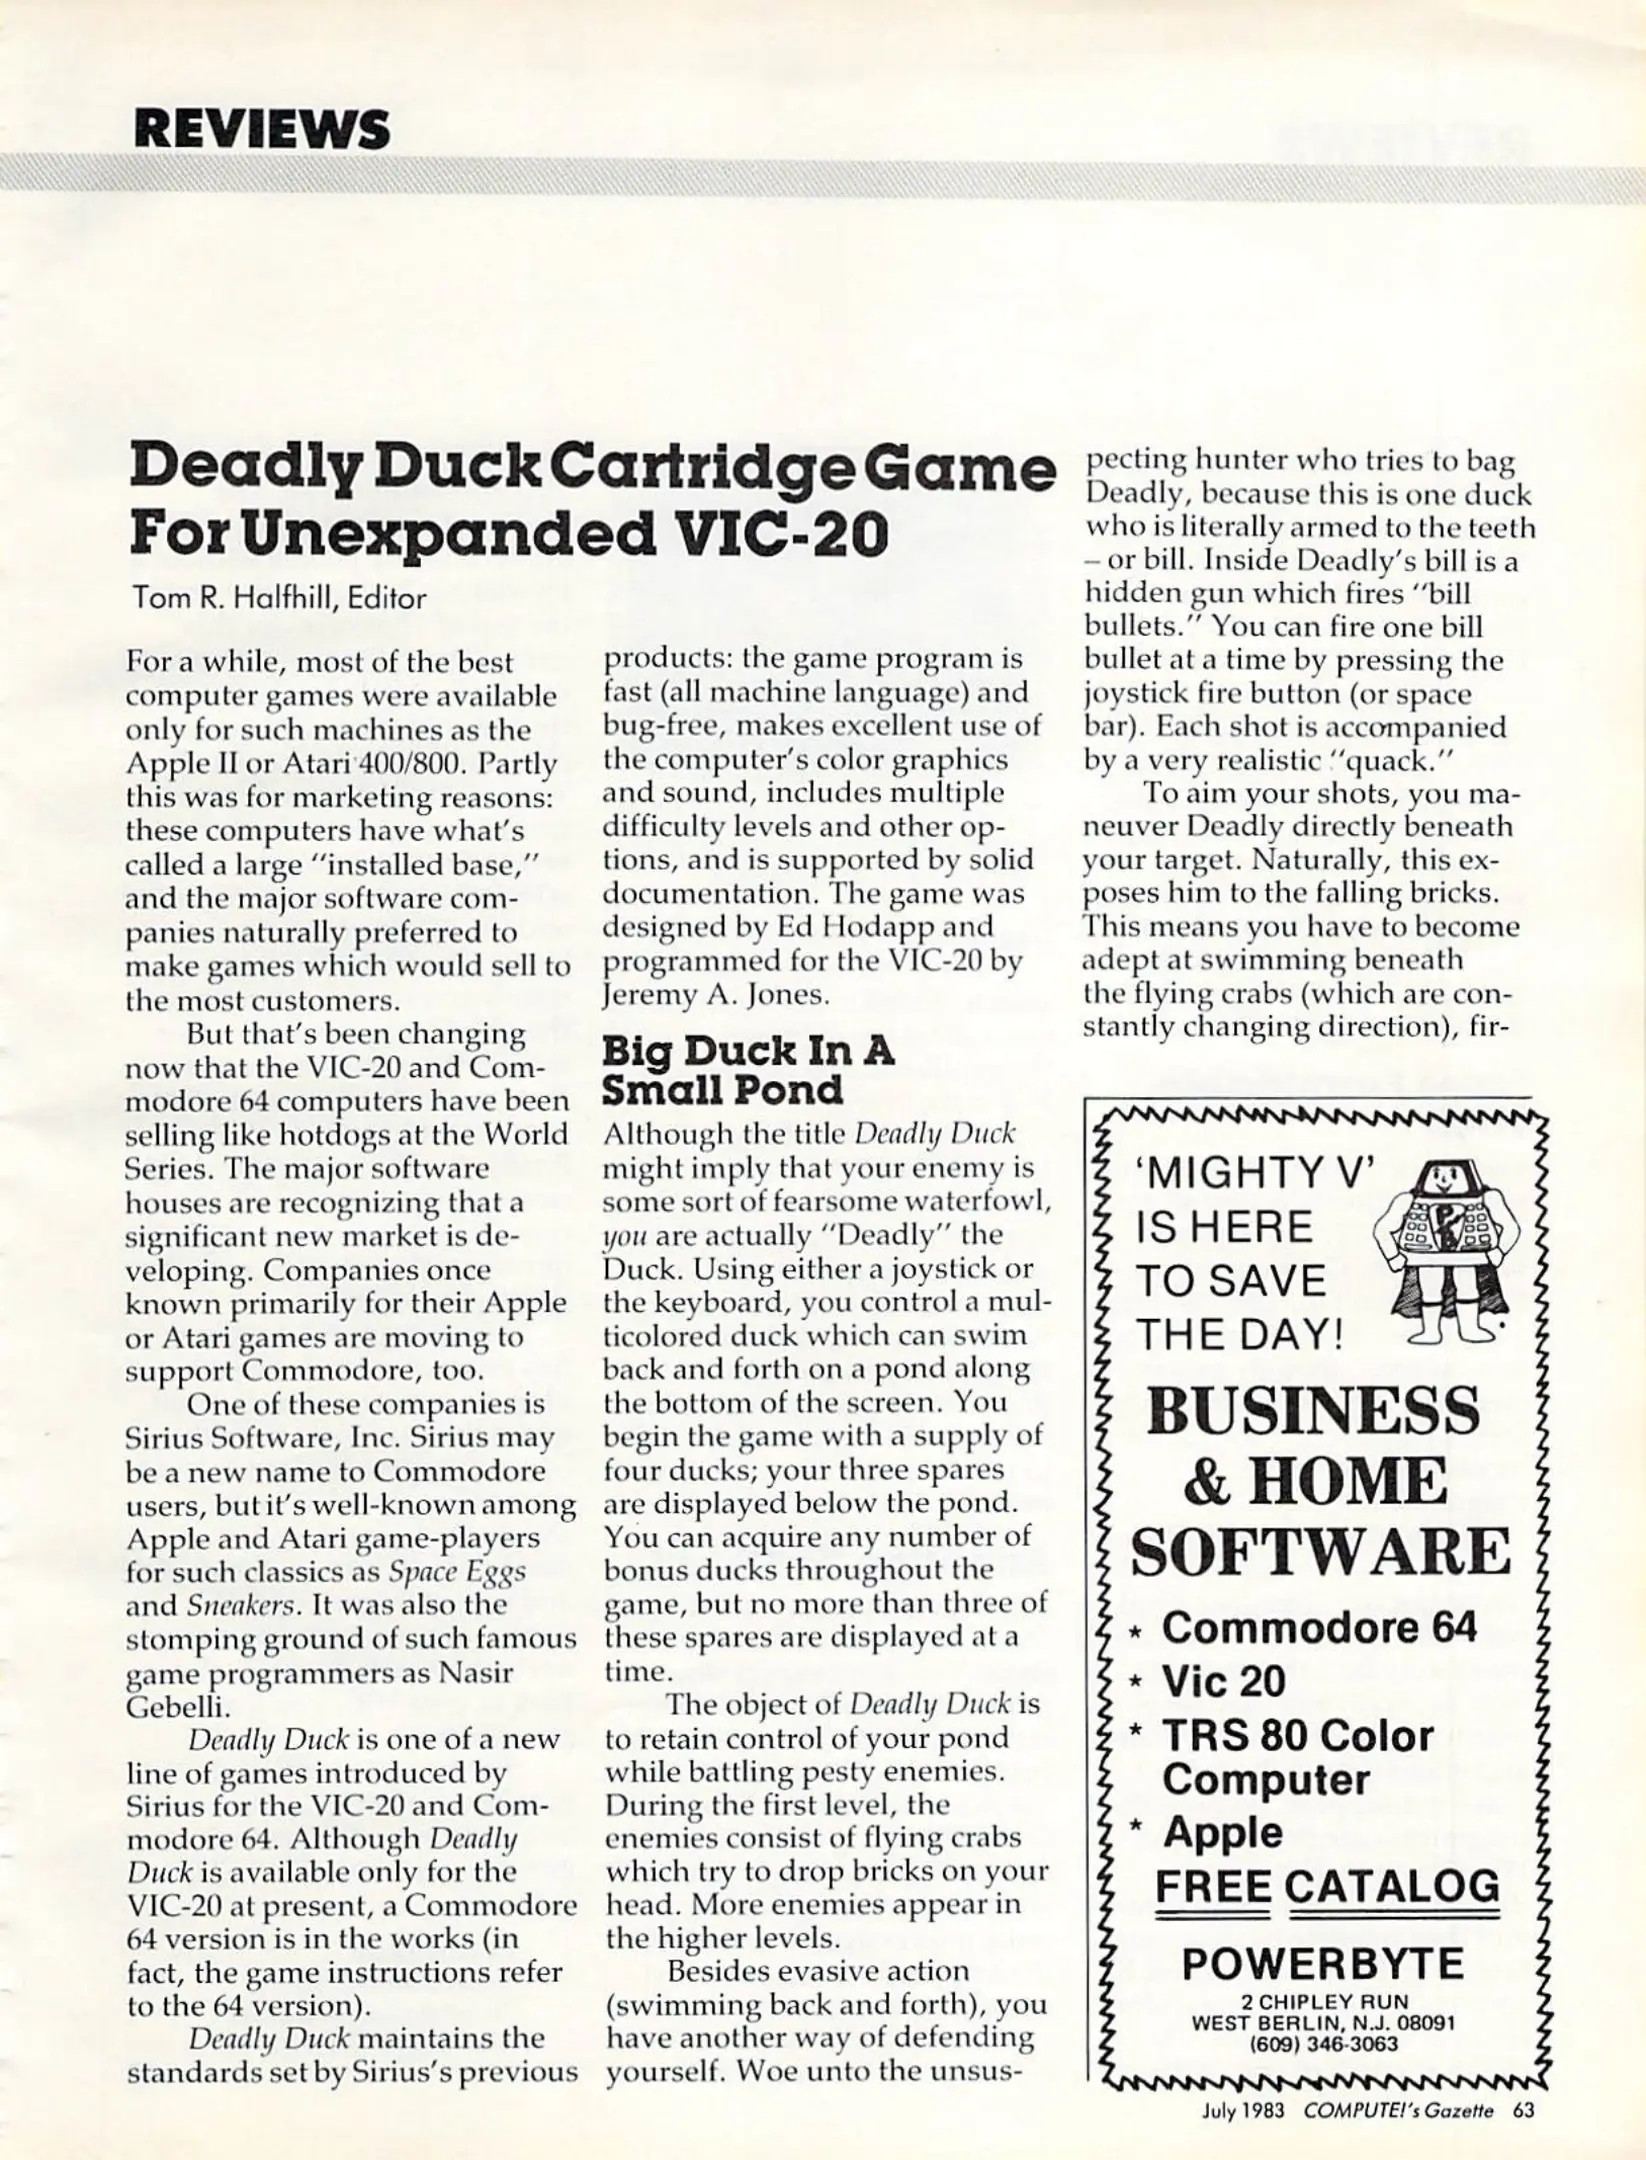 REVIEWS
Deadly Duck Cartridge Game
For Unexpanded VIC-20
Tom R. Halfhill, Editor
For a while, most of the best
computer games were available
only for such machines as the
Apple II or Atari 400/800. Partly
this was for marketing reasons:
these computers have what's
called a large "installed base,"
and the major software com-
panies naturally preferred to
make games which would sell to
the most customers.
But that's been changing
now that the VIC-20 and Com-
modore 64 computers have been
selling like hotdogs at the World
Series. The major software
houses are recognizing that a
significant new market is de-
veloping. Companies once
known primarily for their Apple
or Atari games are moving to
support Commodore, too.
One of these companies is
Sirius Software, Inc. Sirius may
be a new name to Commodore
users, but it's well-known among
Apple and Atari game-players
for such classics as Space Eggs
and Sneakers. It was also the
stomping ground of such famous
game programmers as Nasir
Gebelli.
Deadly Duck is one of a new
line of games introduced by
Sirius for the VIC-20 and Com-
modore 64. Although Deadly
Duck is available only for the
VIC-20 at present, a Commodore
64 version is in the works (in
fact, the game instructions refer
to the 64 version).
Deadly Duck maintains the
standards set by Sirius's previous
products: the game program is
fast (all machine language) and
bug-free, makes excellent use of
the computer's color graphics
and sound, includes multiple
difficulty levels and other op-
tions, and is supported by solid
documentation. The game was
designed by Ed Hodapp and
programmed for the VIC-20 by
Jeremy A. Jones.
Big Duck In A
Small Pond
Although the title Deadly Duck
might imply that your enemy is
some sort of fearsome waterfowl,
you are actually "Deadly" the
Duck. Using either a joystick or
the keyboard, you control a mul-
ticolored duck which can swim
back and forth on a pond along
the bottom of the screen. You
begin the game with a supply of
four ducks; your three spares
are displayed below the pond.
You can acquire any number of
bonus ducks throughout the
game, but no more than three of
these spares are displayed at a
time.
The object of Deadly Duck is
to retain control of your pond
while battling pesty enemies.
During the first level, the
enemies consist of flying crabs
which try to drop bricks on your
head. More enemies appear in
the higher levels.
Besides evasive action
(swimming back and forth), you
have another way of defending
yourself. Woe unto the unsus-
pecting hunter who tries to bag
Deadly, because this is one duck
who is literally armed to the teeth
– or bill. Inside Deadly's bill is a
hidden gun which fires "bill
bullets." You can fire one bill
bullet at a time by pressing the
joystick fire button (or space
bar). Each shot is accompanied
by a very realistic "quack."
To aim your shots, you ma-
neuver Deadly directly beneath
your target. Naturally, this ex-
poses him to the falling bricks.
This means you have to become
adept at swimming beneath
the flying crabs (which are con-
stantly changing direction), fir-
'MIGHTY V'
IS HERE
TO SAVE
THE DAY!
BUSINESS
& HOME
SOFTWARE
* Commodore 64
* Vic 20
* TRS 80 Color
Computer
* Apple
FREE CATALOG
POWERBYTE
2 CHIPLEY RUN
WEST BERLIN, N.J. 08091
(609) 346-3063
July 1983 COMPUTE!'s Gazette 63